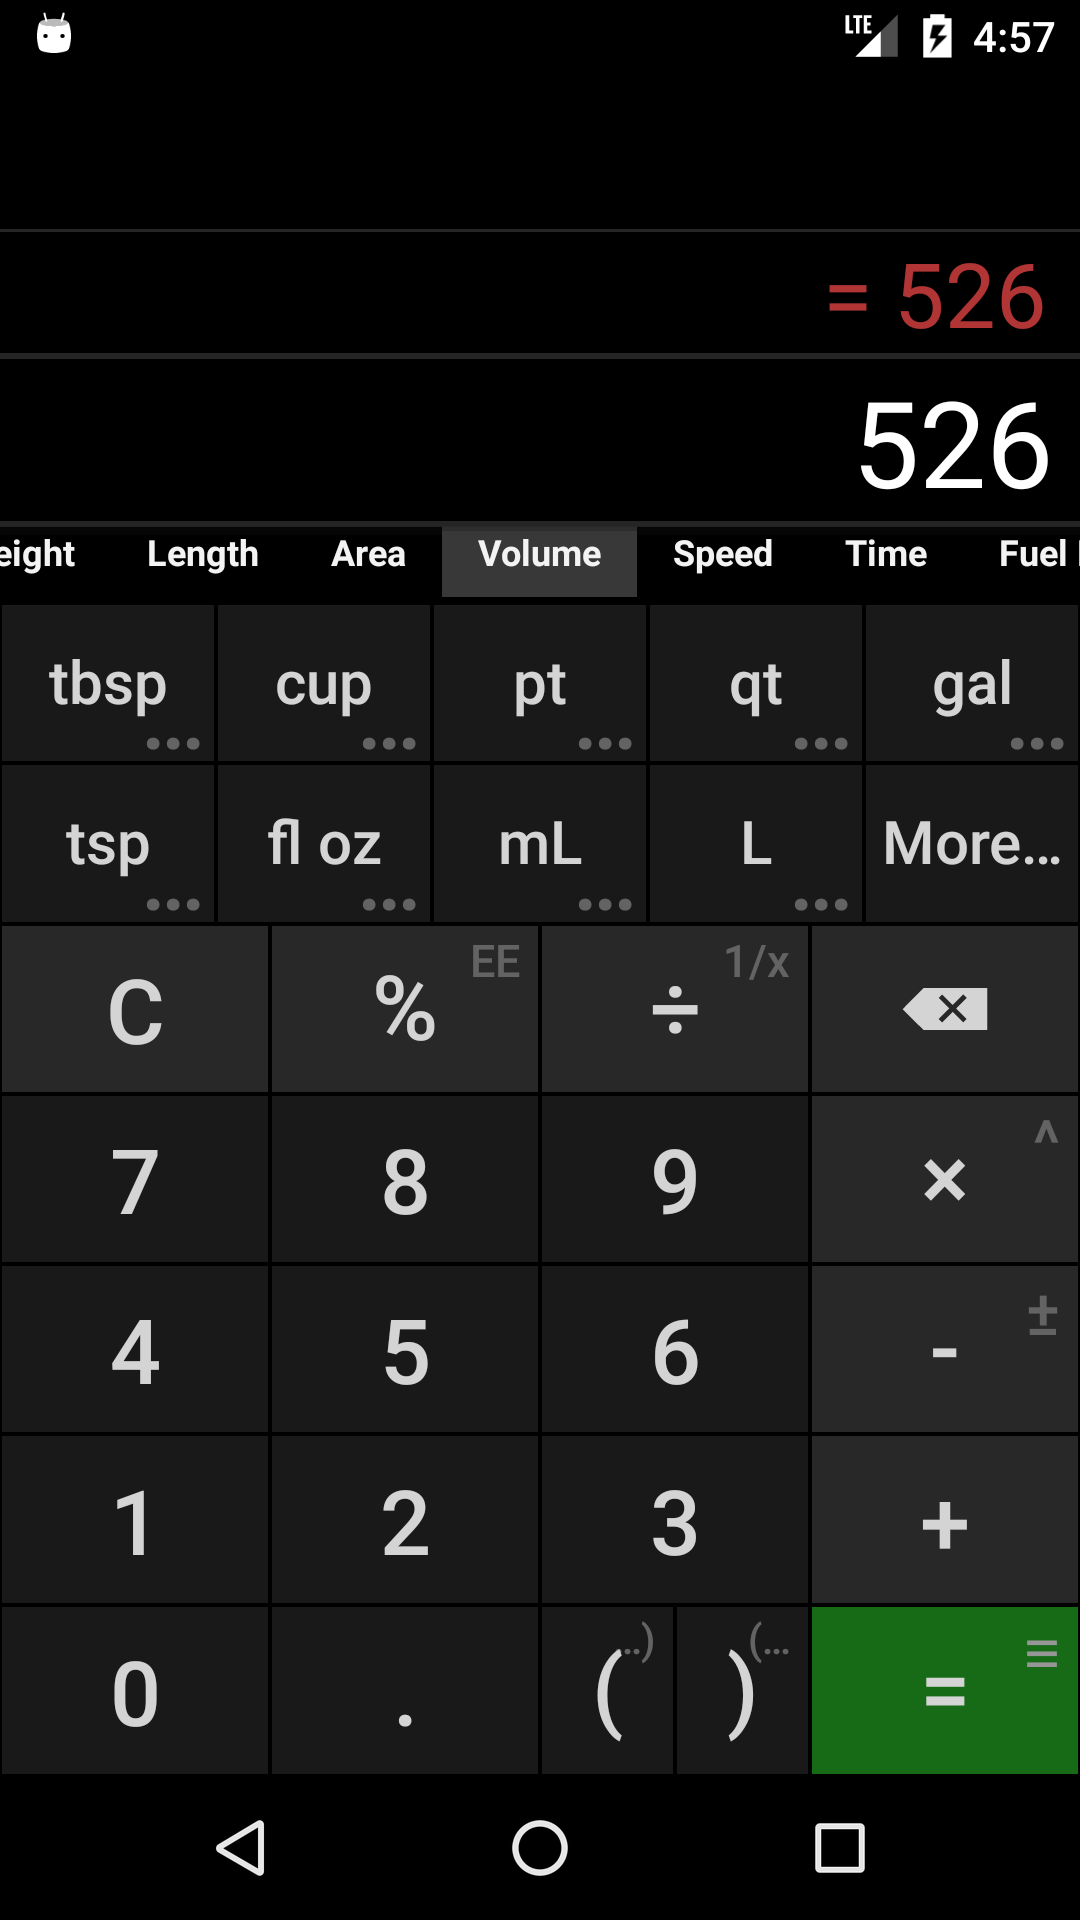 LTE 4:57
= 526
526
eight Length Area Volume Speed Time Fuel
tbsp cup pt qt gal
tsp fl oz mL L More...
C % EE ÷ 1/x
7 8 9 × ^
4 5 6 - ±
1 2 3 +
0 . ( ..) ) (... = ≡